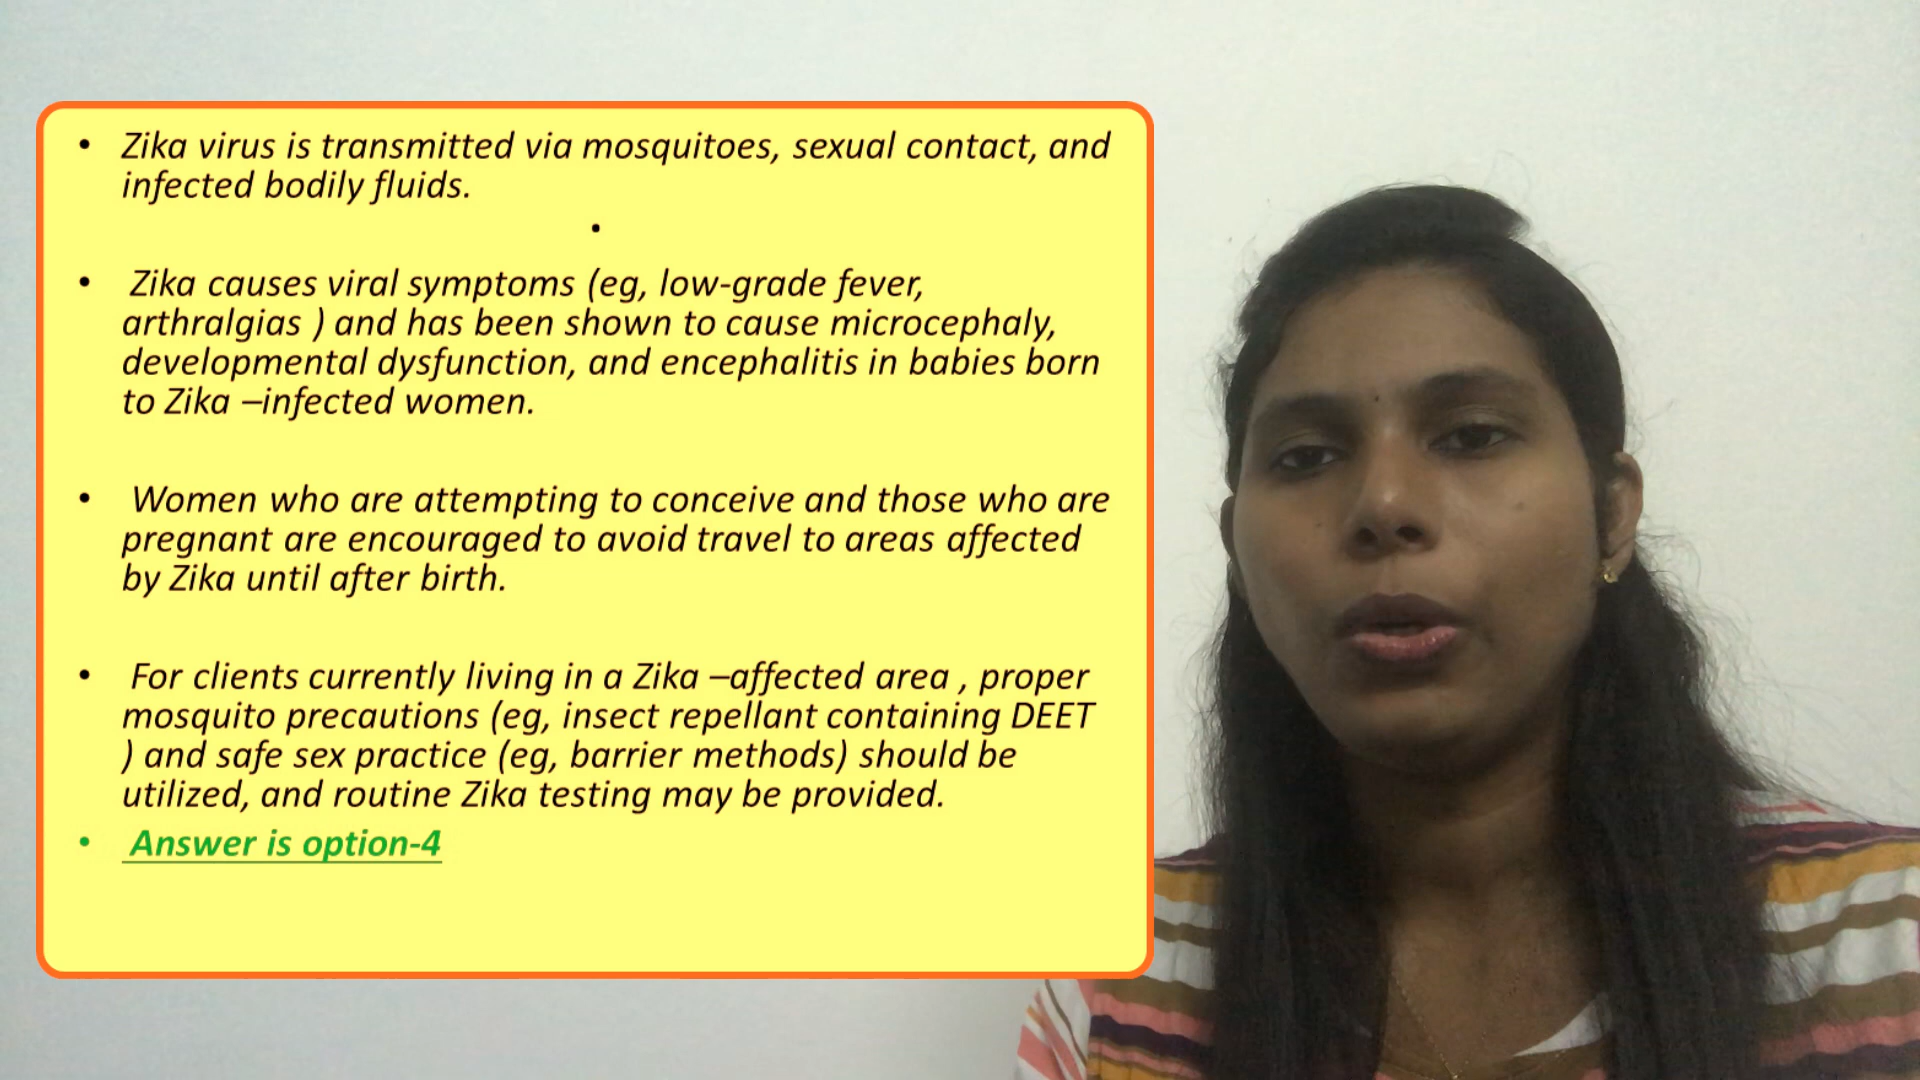 • Zika virus is transmitted via mosquitoes, sexual contact, and
infected bodily fluids.
•
• Zika causes viral symptoms (eg, low-grade fever,
arthralgias ) and has been shown to cause microcephaly,
developmental dysfunction, and encephalitis in babies born
to Zika –infected women.
• Women who are attempting to conceive and those who are
pregnant are encouraged to avoid travel to areas affected
by Zika until after birth.
• For clients currently living in a Zika –affected area , proper
mosquito precautions (eg, insect repellant containing DEET
) and safe sex practice (eg, barrier methods) should be
utilized, and routine Zika testing may be provided.
• Answer is option-4